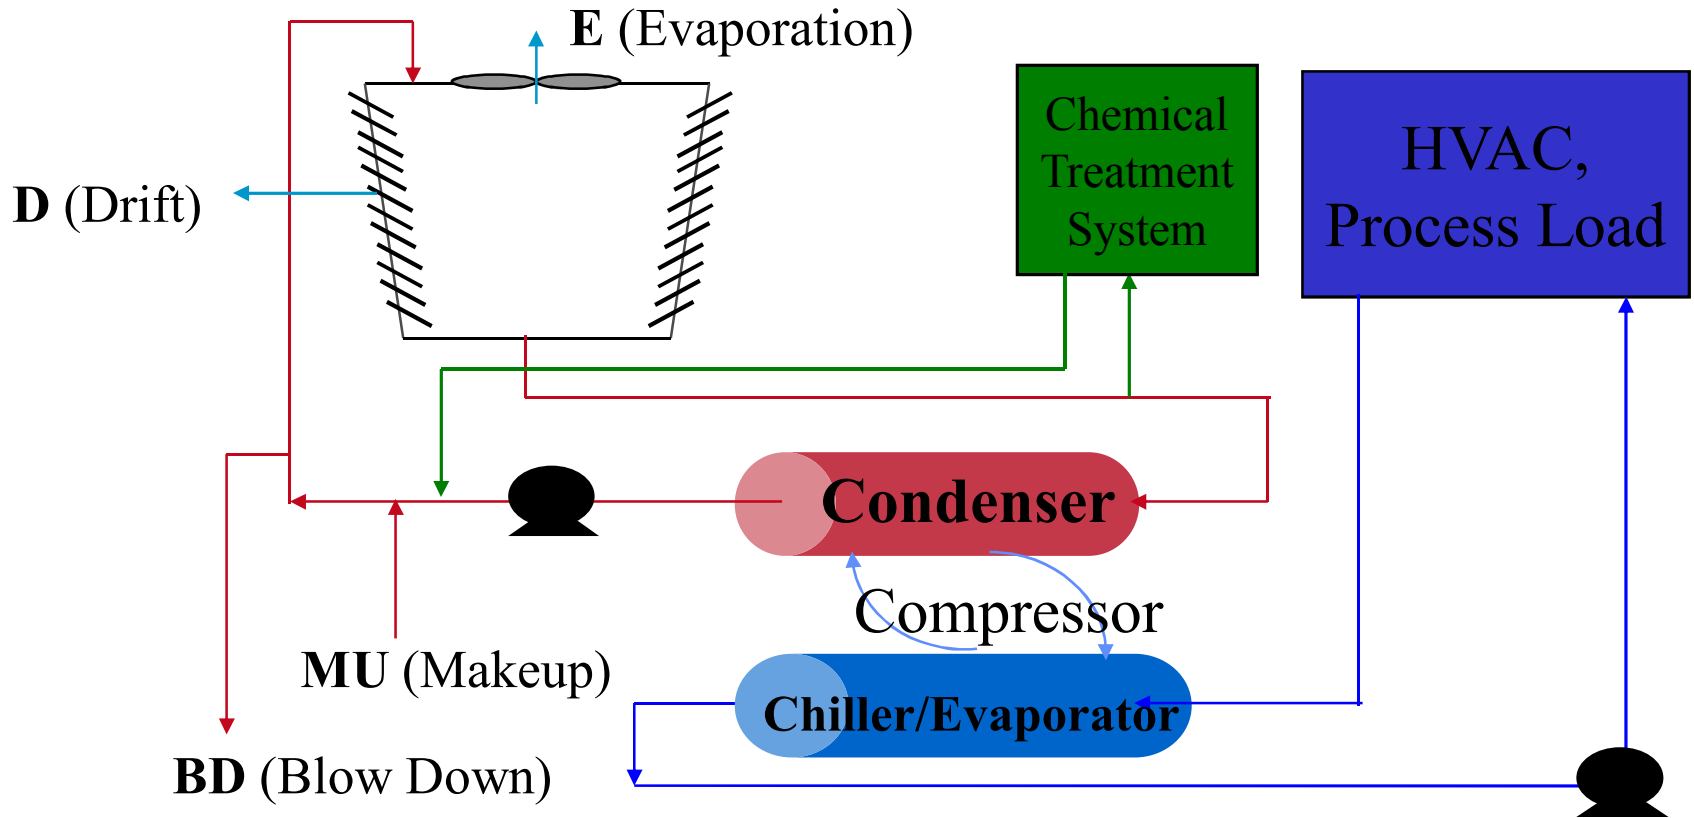 E (Evaporation)
Chemical
Treatment
System
HVAC,
Process Load
D (Drift)
Condenser
Compressor
MU (Makeup)
Chiller/Evaporator
BD (Blow Down)